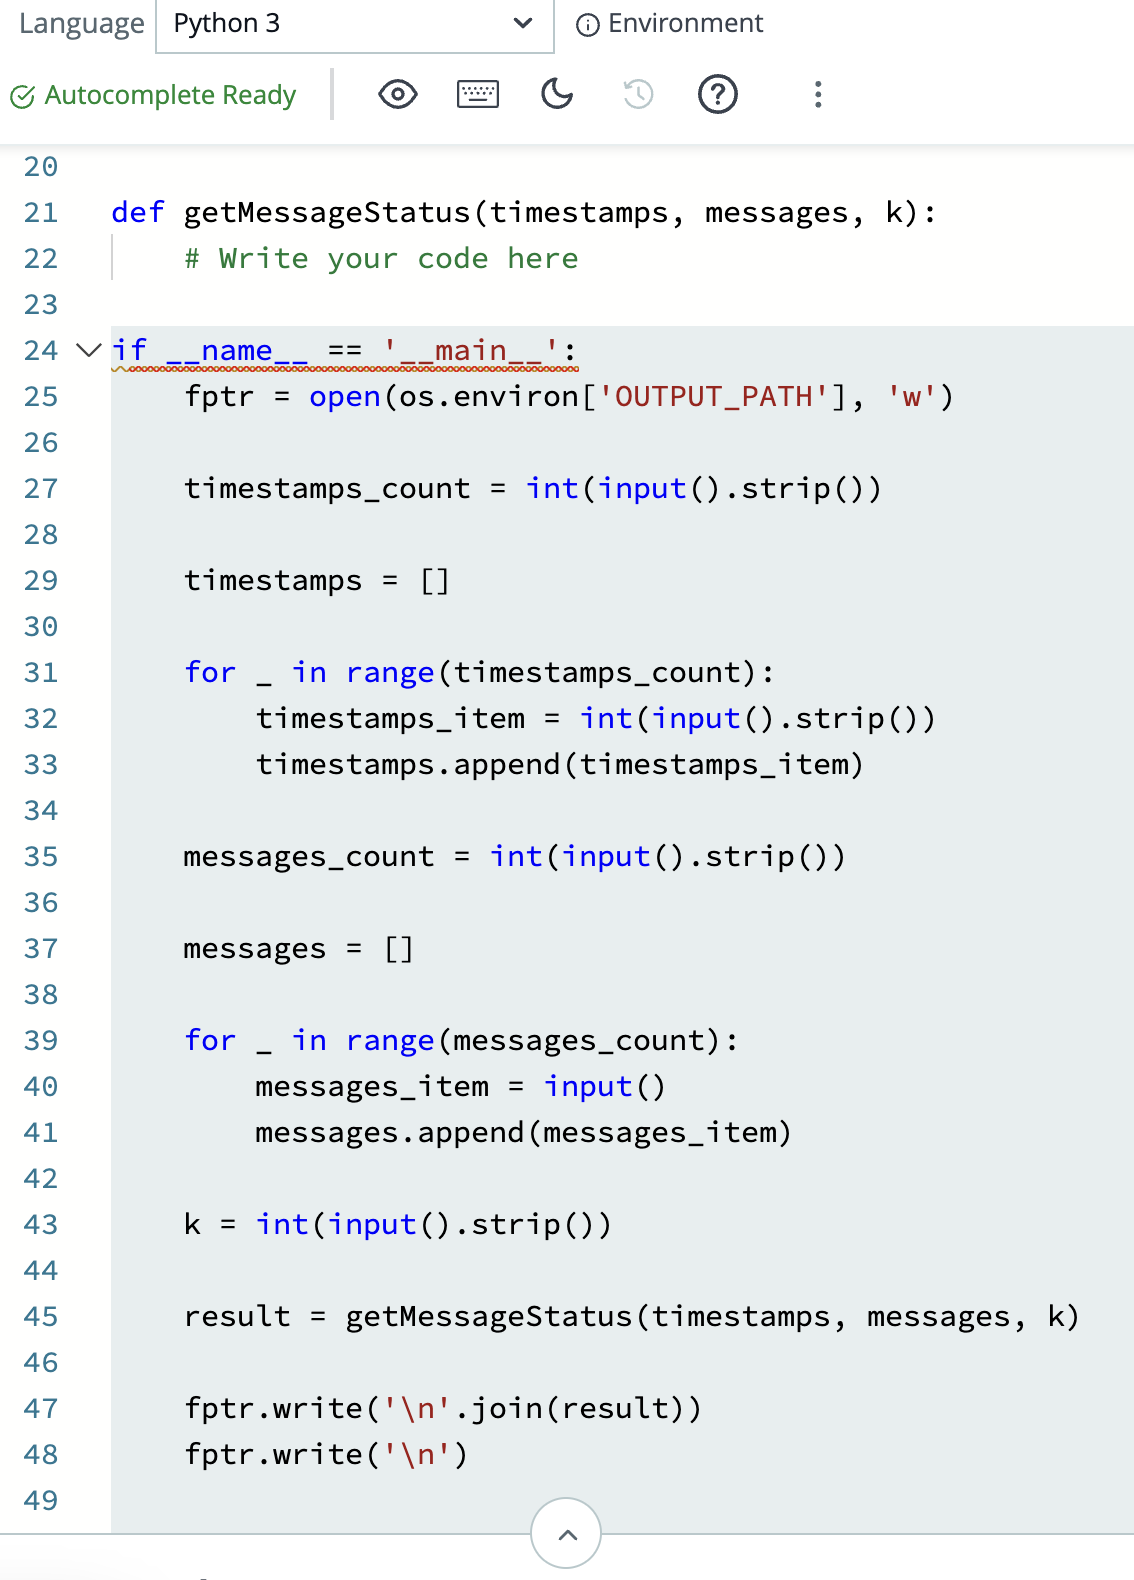 Language Python 3 Environment
Autocomplete Ready
20
21 def getMessageStatus(timestamps, messages, k):
22     # Write your code here
23
24 if __name__ == '__main__':
25     fptr = open(os.environ['OUTPUT_PATH'], 'w')
26
27     timestamps_count = int(input().strip())
28
29     timestamps = []
30
31     for _ in range(timestamps_count):
32         timestamps_item = int(input().strip())
33         timestamps.append(timestamps_item)
34
35     messages_count = int(input().strip())
36
37     messages = []
38
39     for _ in range(messages_count):
40         messages_item = input()
41         messages.append(messages_item)
42
43     k = int(input().strip())
44
45     result = getMessageStatus(timestamps, messages, k)
46
47     fptr.write('\n'.join(result))
48     fptr.write('\n')
49